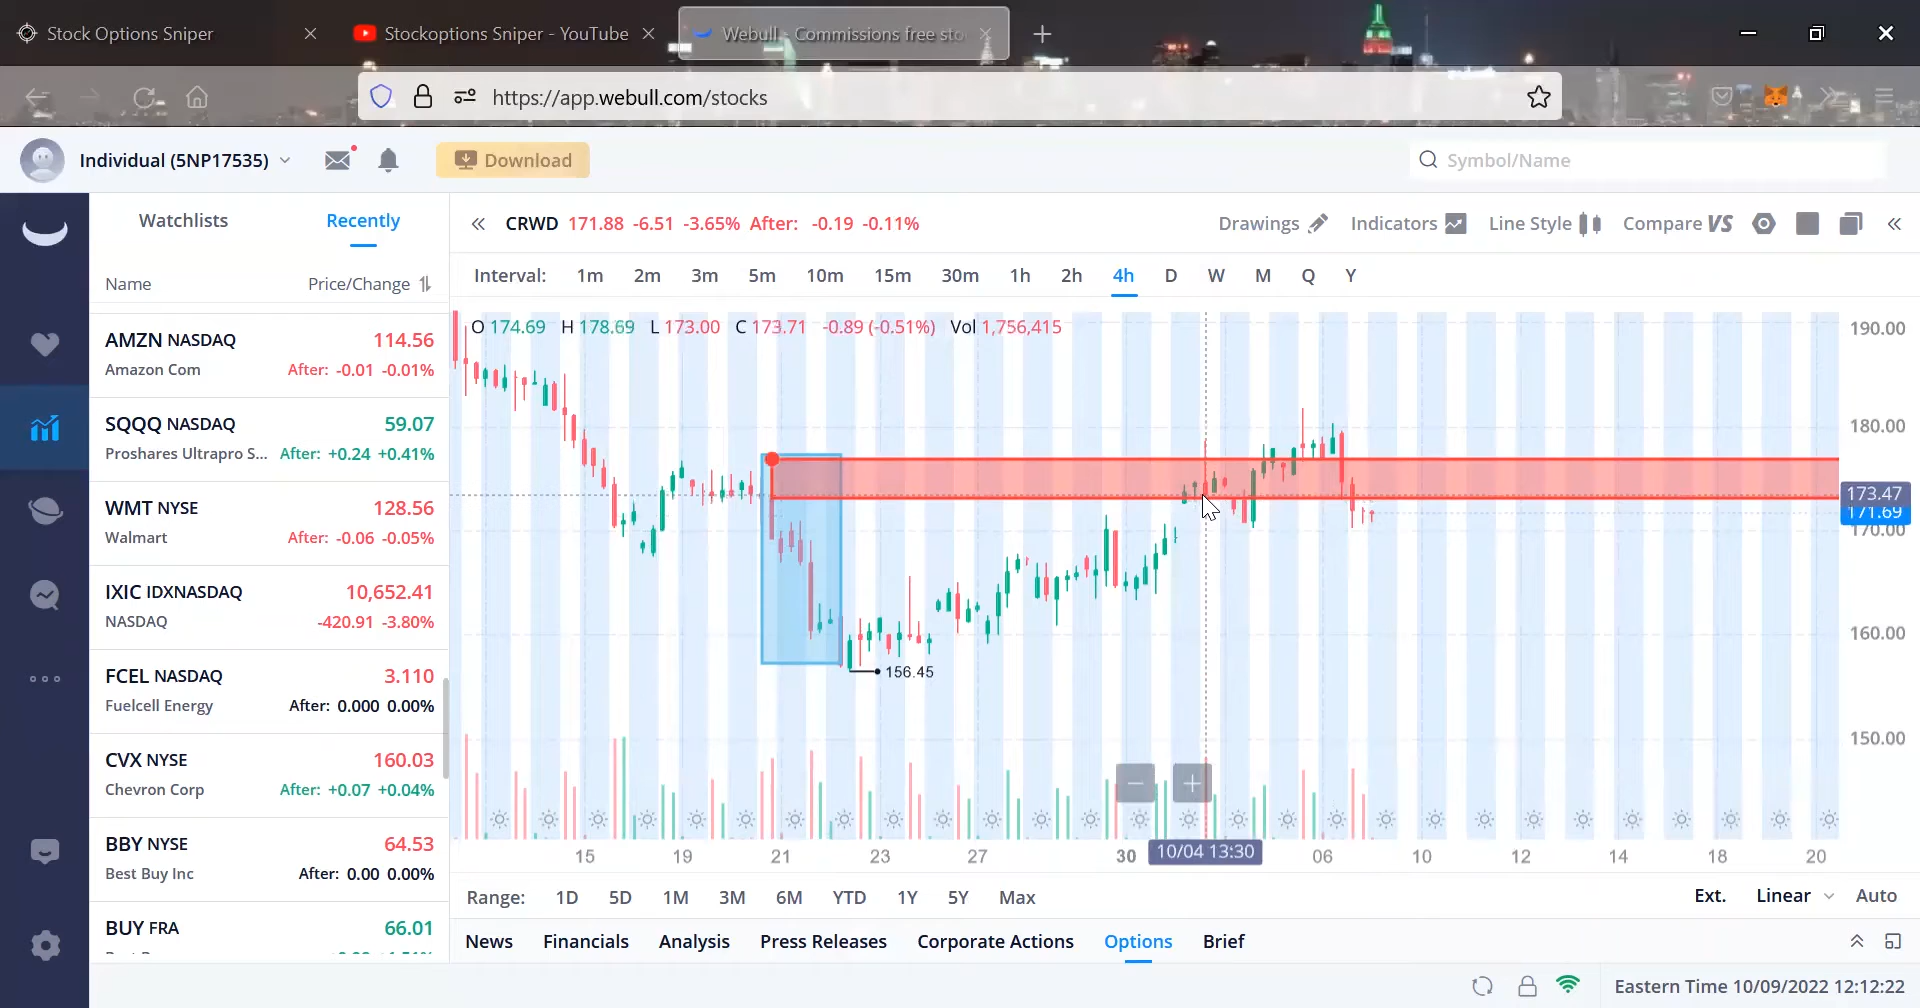 Stock Options Sniper
Stockoptions Sniper - YouTube
Webull - Commissions free sto
https://app.webull.com/stocks
Individual (5NP17535)
Download
Symbol/Name
Watchlists
Recently
CRWD 171.88 -6.51 -3.65% After: -0.19 -0.11%
Drawings
Indicators
Line Style
Compare VS
Name
Price/Change
Interval: 1m 2m 3m 5m 10m 15m 30m 1h 2h 4h D W M Q Y
AMZN NASDAQ 114.56
Amazon Com After: -0.01 -0.01%
SQQQ NASDAQ 59.07
Proshares Ultrapro S... After: +0.24 +0.41%
WMT NYSE 128.56
Walmart After: -0.06 -0.05%
IXIC IDXNASDAQ 10,652.41
NASDAQ -420.91 -3.80%
FCEL NASDAQ 3.110
Fuelcell Energy After: 0.000 0.00%
CVX NYSE 160.03
Chevron Corp After: +0.07 +0.04%
BBY NYSE 64.53
Best Buy Inc After: 0.00 0.00%
BUY FRA 66.01
O 174.69 H 178.69 L 173.00 C 173.71 -0.89 (-0.51%) Vol 1,756,415
190.00
180.00
173.47
171.69
170.00
160.00
156.45
150.00
15 19 21 23 27 30 10/04 13:30 06 10 12 14 18 20
Range: 1D 5D 1M 3M 6M YTD 1Y 5Y Max
Ext. Linear Auto
News Financials Analysis Press Releases Corporate Actions Options Brief
Eastern Time 10/09/2022 12:12:22